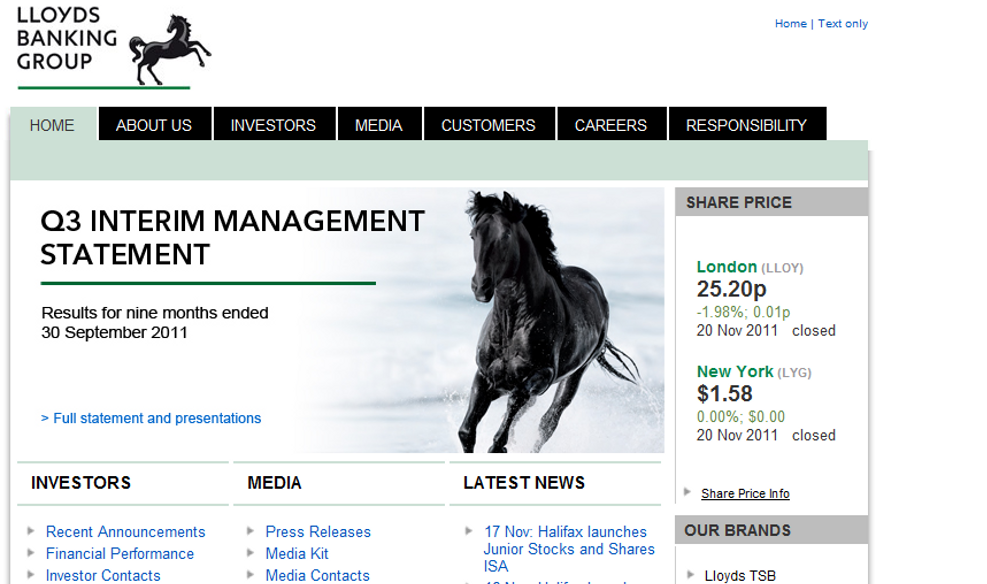 LLOYDS
BANKING
GROUP
Home | Text only
HOME
ABOUT US
INVESTORS
MEDIA
CUSTOMERS
CAREERS
RESPONSIBILITY
Q3 INTERIM MANAGEMENT
STATEMENT
Results for nine months ended
30 September 2011
> Full statement and presentations
SHARE PRICE
London (LLOY)
25.20p
-1.98%; 0.01p
20 Nov 2011 closed
New York (LYG)
$1.58
0.00%; $0.00
20 Nov 2011 closed
Share Price Info
INVESTORS
Recent Announcements
Financial Performance
Investor Contacts
MEDIA
Press Releases
Media Kit
Media Contacts
LATEST NEWS
17 Nov: Halifax launches
Junior Stocks and Shares
ISA
OUR BRANDS
Lloyds TSB